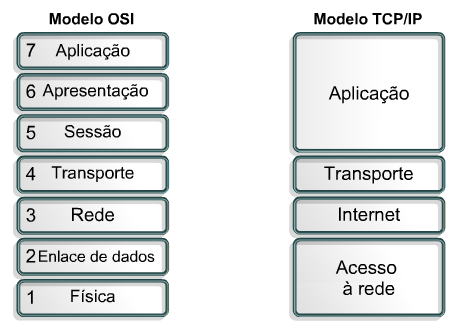 Modelo OSI
7 Aplicação
6 Apresentação
5 Sessão
4 Transporte
3 Rede
2 Enlace de dados
1 Física
Modelo TCP/IP
Aplicação
Transporte
Internet
Acesso
à rede